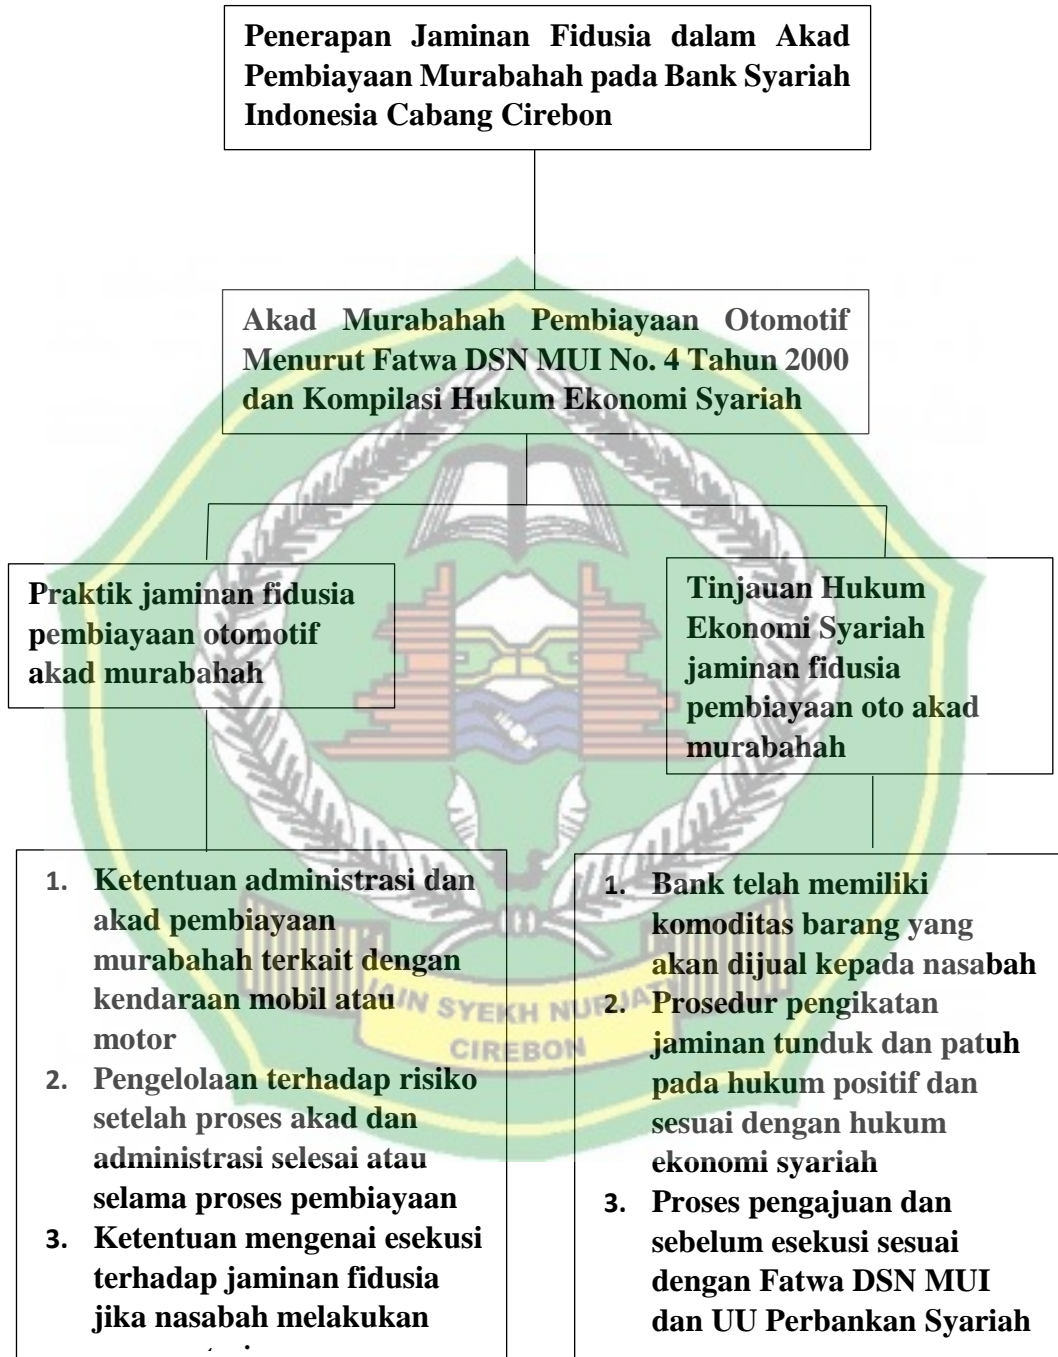 Penerapan Jaminan Fidusia dalam Akad
Pembiayaan Murabahah pada Bank Syariah
Indonesia Cabang Cirebon
Akad Murabahah Pembiayaan Otomotif
Menurut Fatwa DSN MUI No. 4 Tahun 2000
dan Kompilasi Hukum Ekonomi Syariah
Praktik jaminan fidusia
pembiayaan otomotif
akad murabahah
Tinjauan Hukum
Ekonomi Syariah
jaminan fidusia
pembiayaan oto akad
murabahah
1. Ketentuan administrasi dan
akad pembiayaan
murabahah terkait dengan
kendaraan mobil atau
motor
2. Pengelolaan terhadap risiko
setelah proses akad dan
administrasi selesai atau
selama proses pembiayaan
3. Ketentuan mengenai esekusi
terhadap jaminan fidusia
jika nasabah melakukan
1. Bank telah memiliki
komoditas barang yang
akan dijual kepada nasabah
2. Prosedur pengikatan
jaminan tunduk dan patuh
pada hukum positif dan
sesuai dengan hukum
ekonomi syariah
3. Proses pengajuan dan
sebelum esekusi sesuai
dengan Fatwa DSN MUI
dan UU Perbankan Syariah
IAIN SYEKH NURJATI
CIREBON